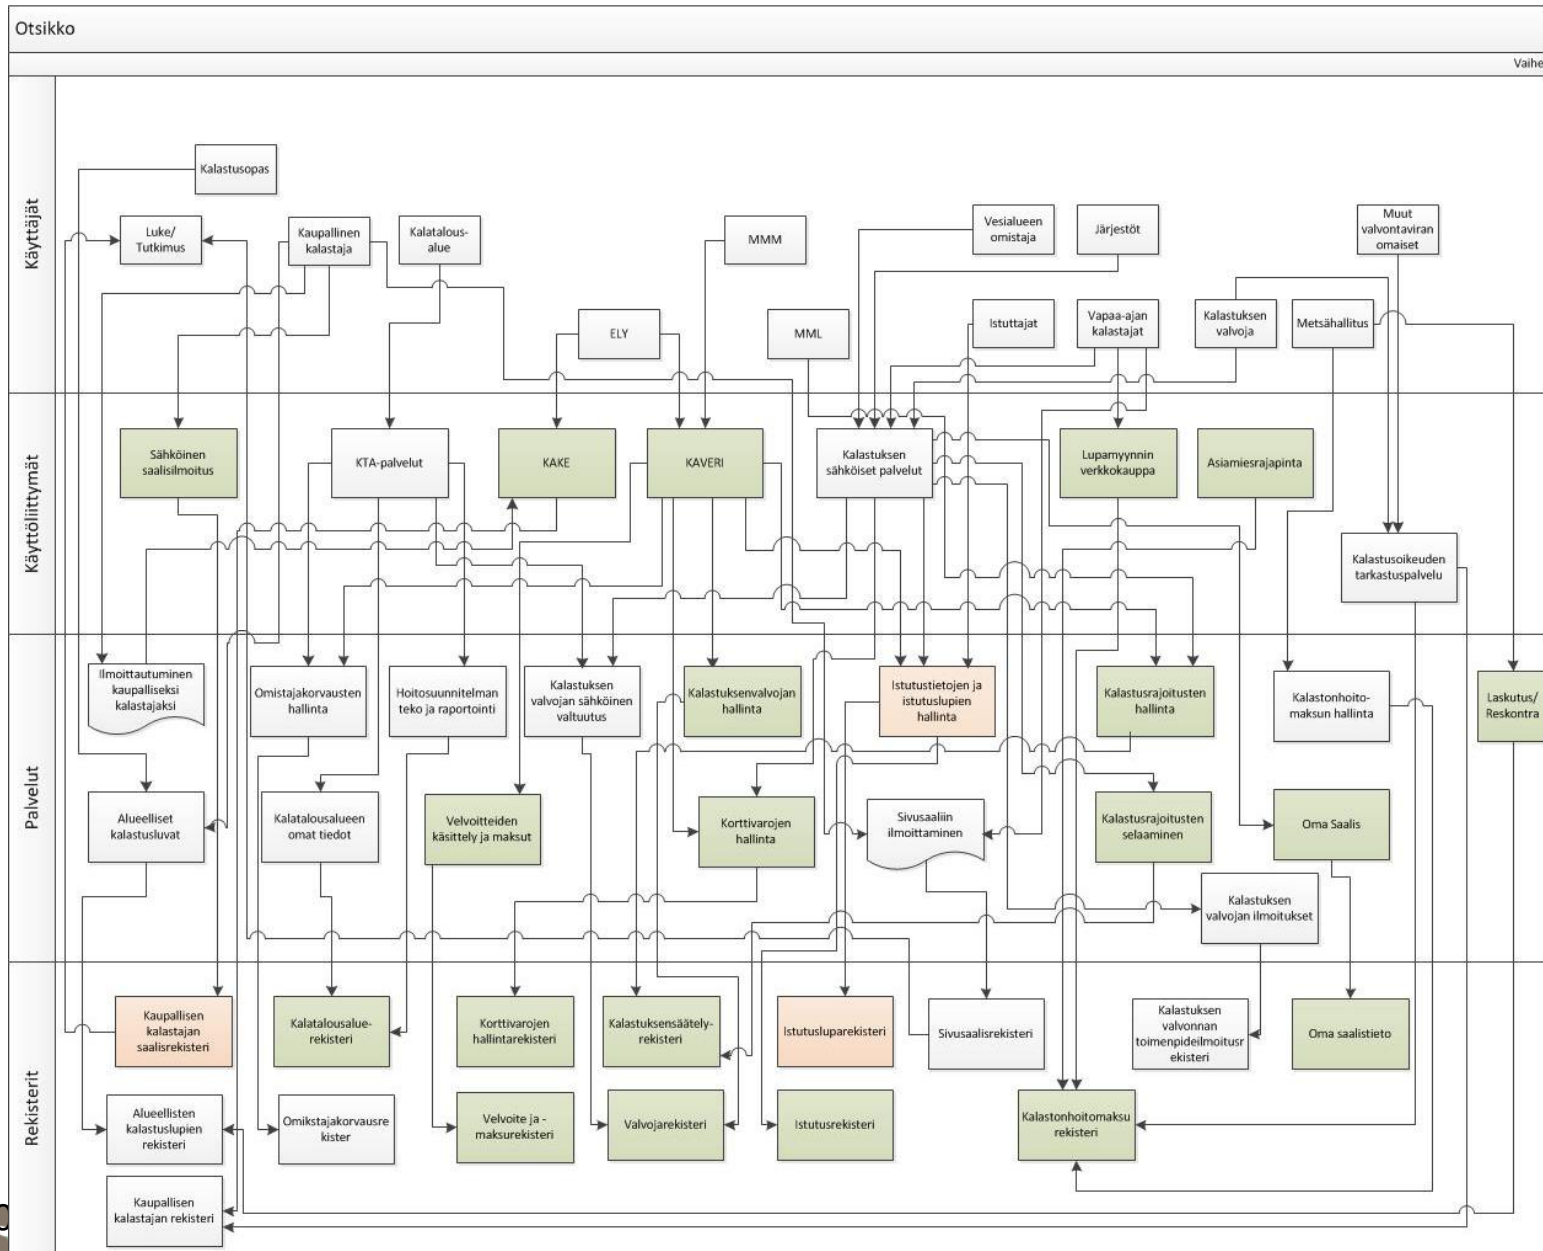 Otsikko
Vaihe
Käyttäjät
Kalastusopas
Luke/
Tutkimus
Kaupallinen
kalastaja
Kalatalous-
alue
MMM
Vesialueen
omistaja
Järjestöt
Muut
valvontaviran
omaiset
ELY
MML
Istuttajat
Vapaa-ajan
kalastajat
Kalastuksen
valvoja
Metsähallitus
Käyttöliittymät
Sähköinen
saalisilmoitus
KTA-palvelut
KAKE
KAVERI
Kalastuksen
sähköiset palvelut
Lupamyynnin
verkkokauppa
Asiamiesrajapinta
Kalastusoikeuden
tarkastuspalvelu
Palvelut
Ilmoittautuminen
kaupalliseksi
kalastajaksi
Omistajakorvausten
hallinta
Hoitosuunnitelman
teko ja raportointi
Kalastuksen
valvojan sähköinen
valtuutus
Kalastuksenvalvojan
hallinta
Istutustietojen ja
istutuslupien
hallinta
Kalastusrajoitusten
hallinta
Kalastonhoito-
maksun hallinta
Laskutus/
Reskontra
Alueelliset
kalastusluvat
Kalatalousalueen
omat tiedot
Velvoitteiden
käsittely ja maksut
Korttivarojen
hallinta
Sivusaaliin
ilmoittaminen
Kalastusrajoitusten
selaaminen
Oma Saalis
Kalastuksen
valvojan ilmoitukset
Rekisterit
Kaupallisen
kalastajan
saalisrekisteri
Kalatalousalue-
rekisteri
Korttivarojen
hallintarekisteri
Kalastuksensäätely-
rekisteri
Istutusluparekisteri
Sivusaalisrekisteri
Kalastuksen
valvonnan
toimenpideilmoitusr
ekisteri
Oma saalistieto
Alueellisten
kalastuslupien
rekisteri
Omikstajakorvausre
kister
Velvoite ja -
maksurekisteri
Valvojarekisteri
Istutusrekisteri
Kalastonhoitomaksu
rekisteri
Kaupallisen
kalastajan rekisteri